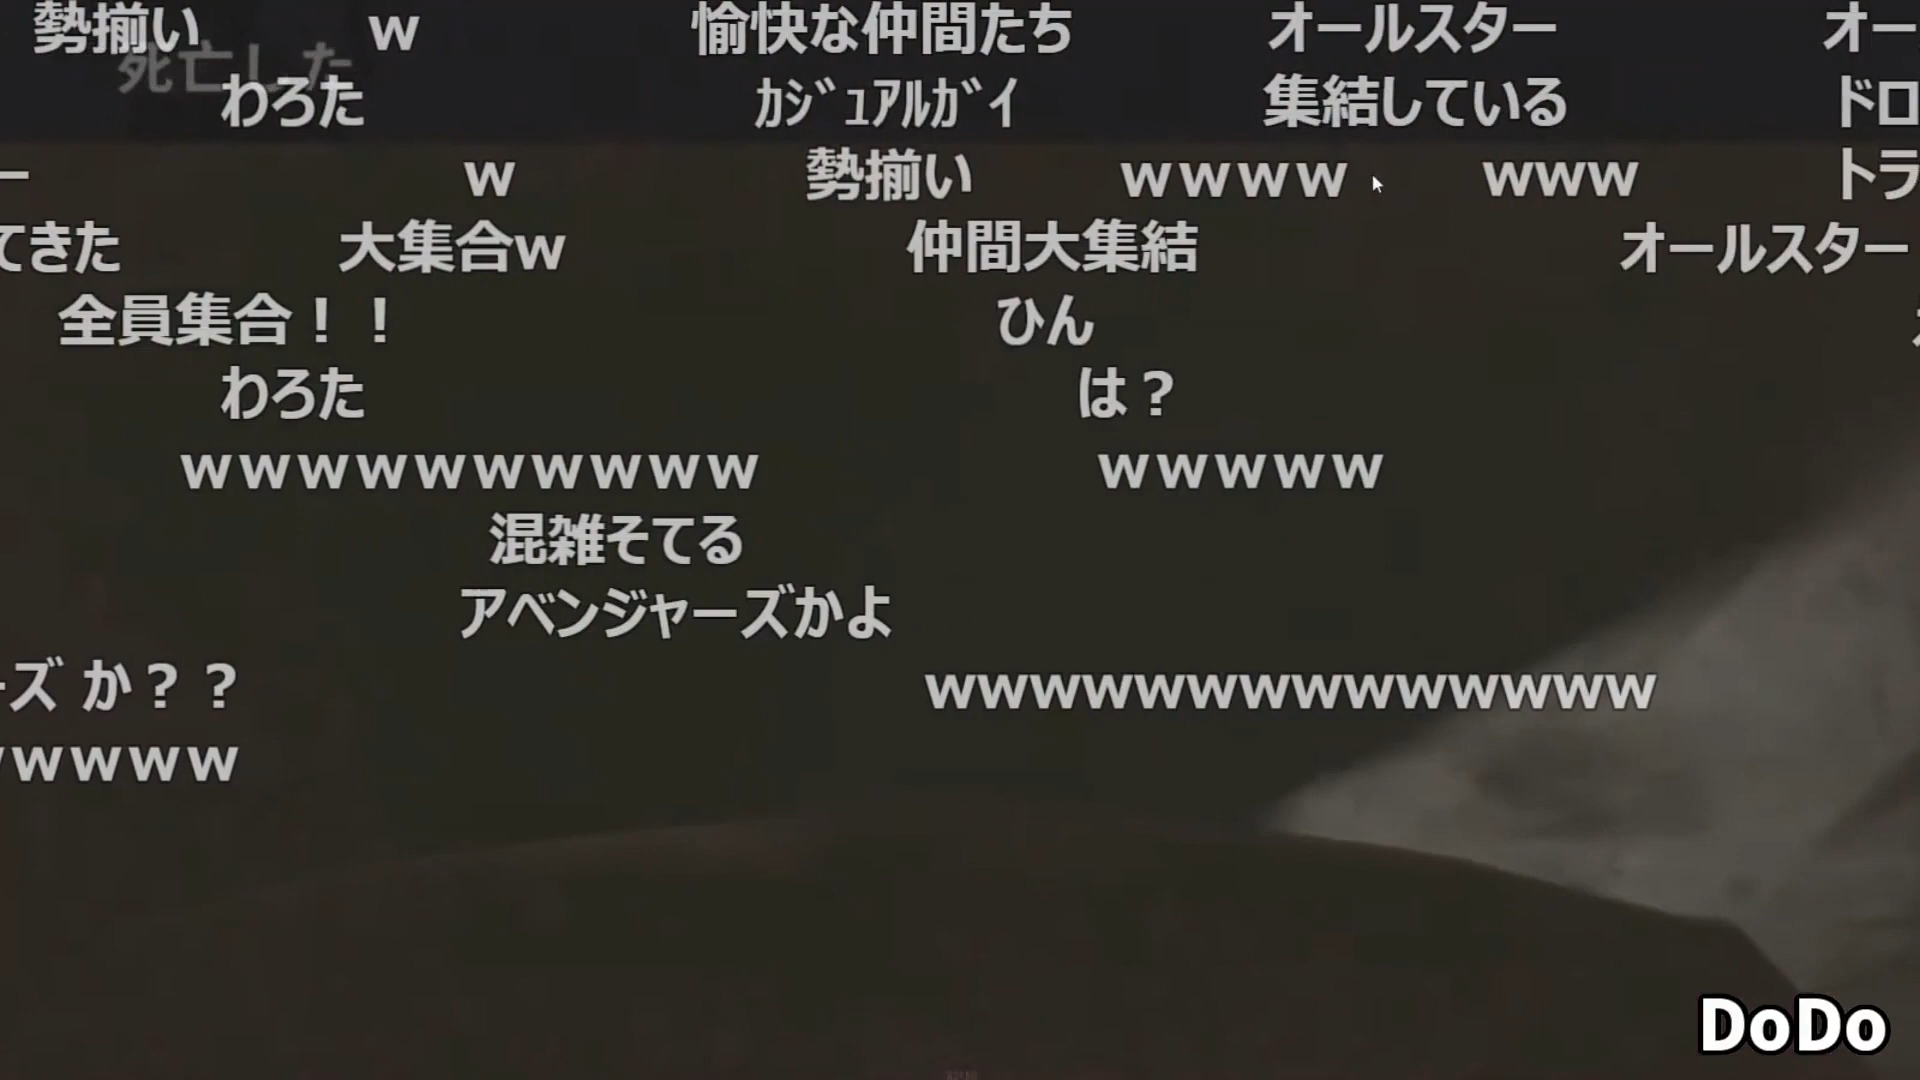 勢揃い w 愉快な仲間たち オールスター オー
死亡した
わろた ｶｼﾞｭｱﾙｶﾞｲ 集結している ドロ
ー w 勢揃い ｗｗｗｗ www トラ
てきた 大集合w 仲間大集結 オールスター
全員集合！！ ひん
わろた は？
ｗｗｗｗｗｗｗｗｗｗ ｗｗｗｗｗ
混雑そてる
アベンジャーズかよ
ーズ か？？ wwwwwwwwwwwwww
ｗｗｗｗ
DoDo